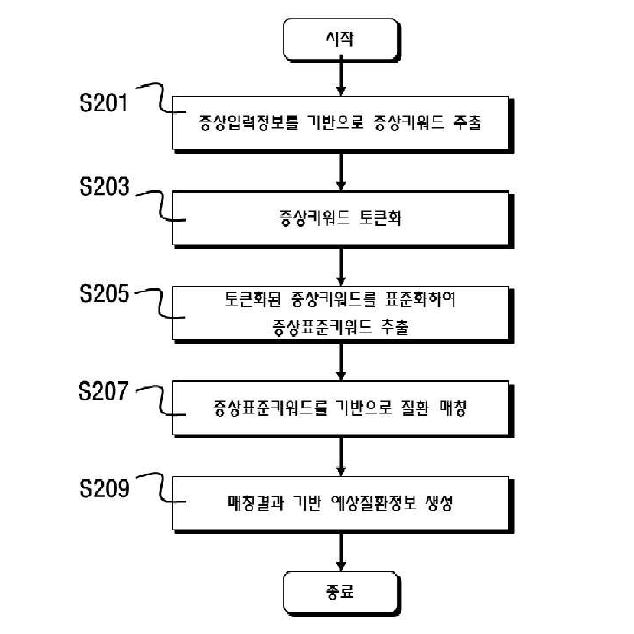 시작
S201
증상입력정보를 기반으로 증상키워드 추출
S203
증상키워드 토큰화
S205
토큰화된 증상키워드를 표준화하여
증상표준키워드 추출
S207
증상표준키워드를 기반으로 질환 매칭
S209
매칭결과 기반 예상질환정보 생성
종료